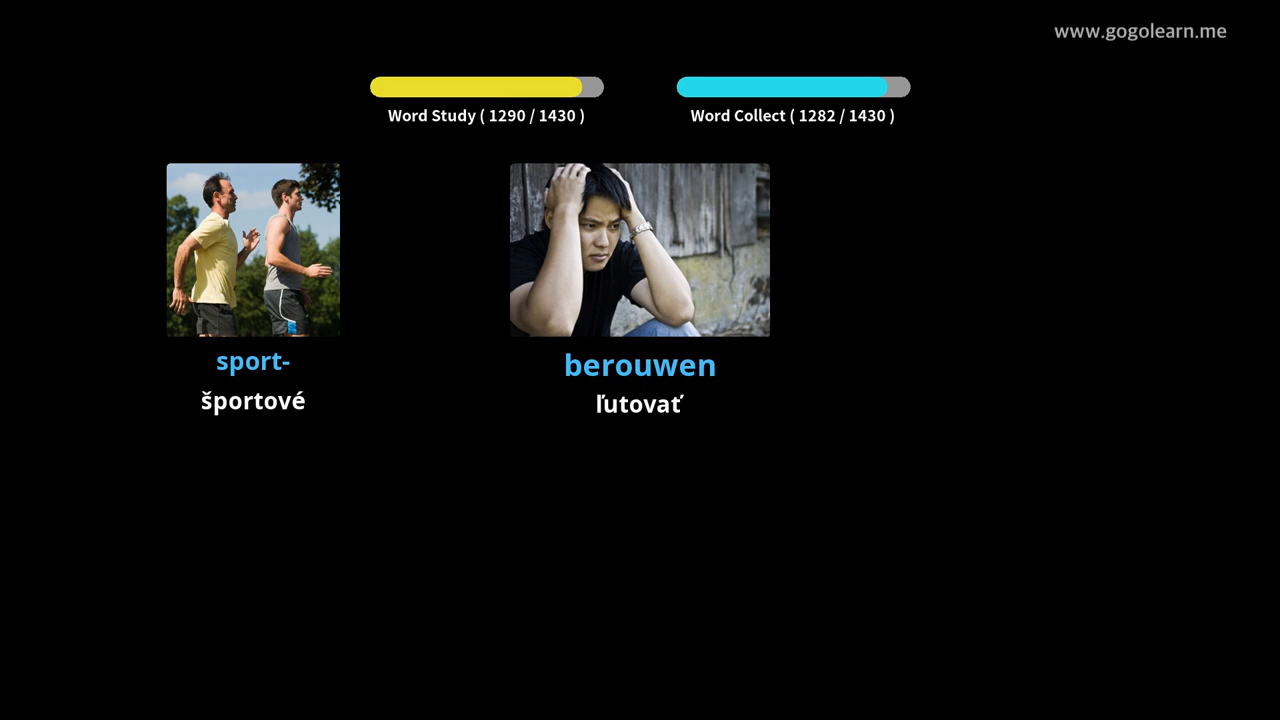 www.gogolearn.me
Word Study ( 1290 / 1430 )
Word Collect ( 1282 / 1430 )
sport-
športové
berouwen
ľutovať